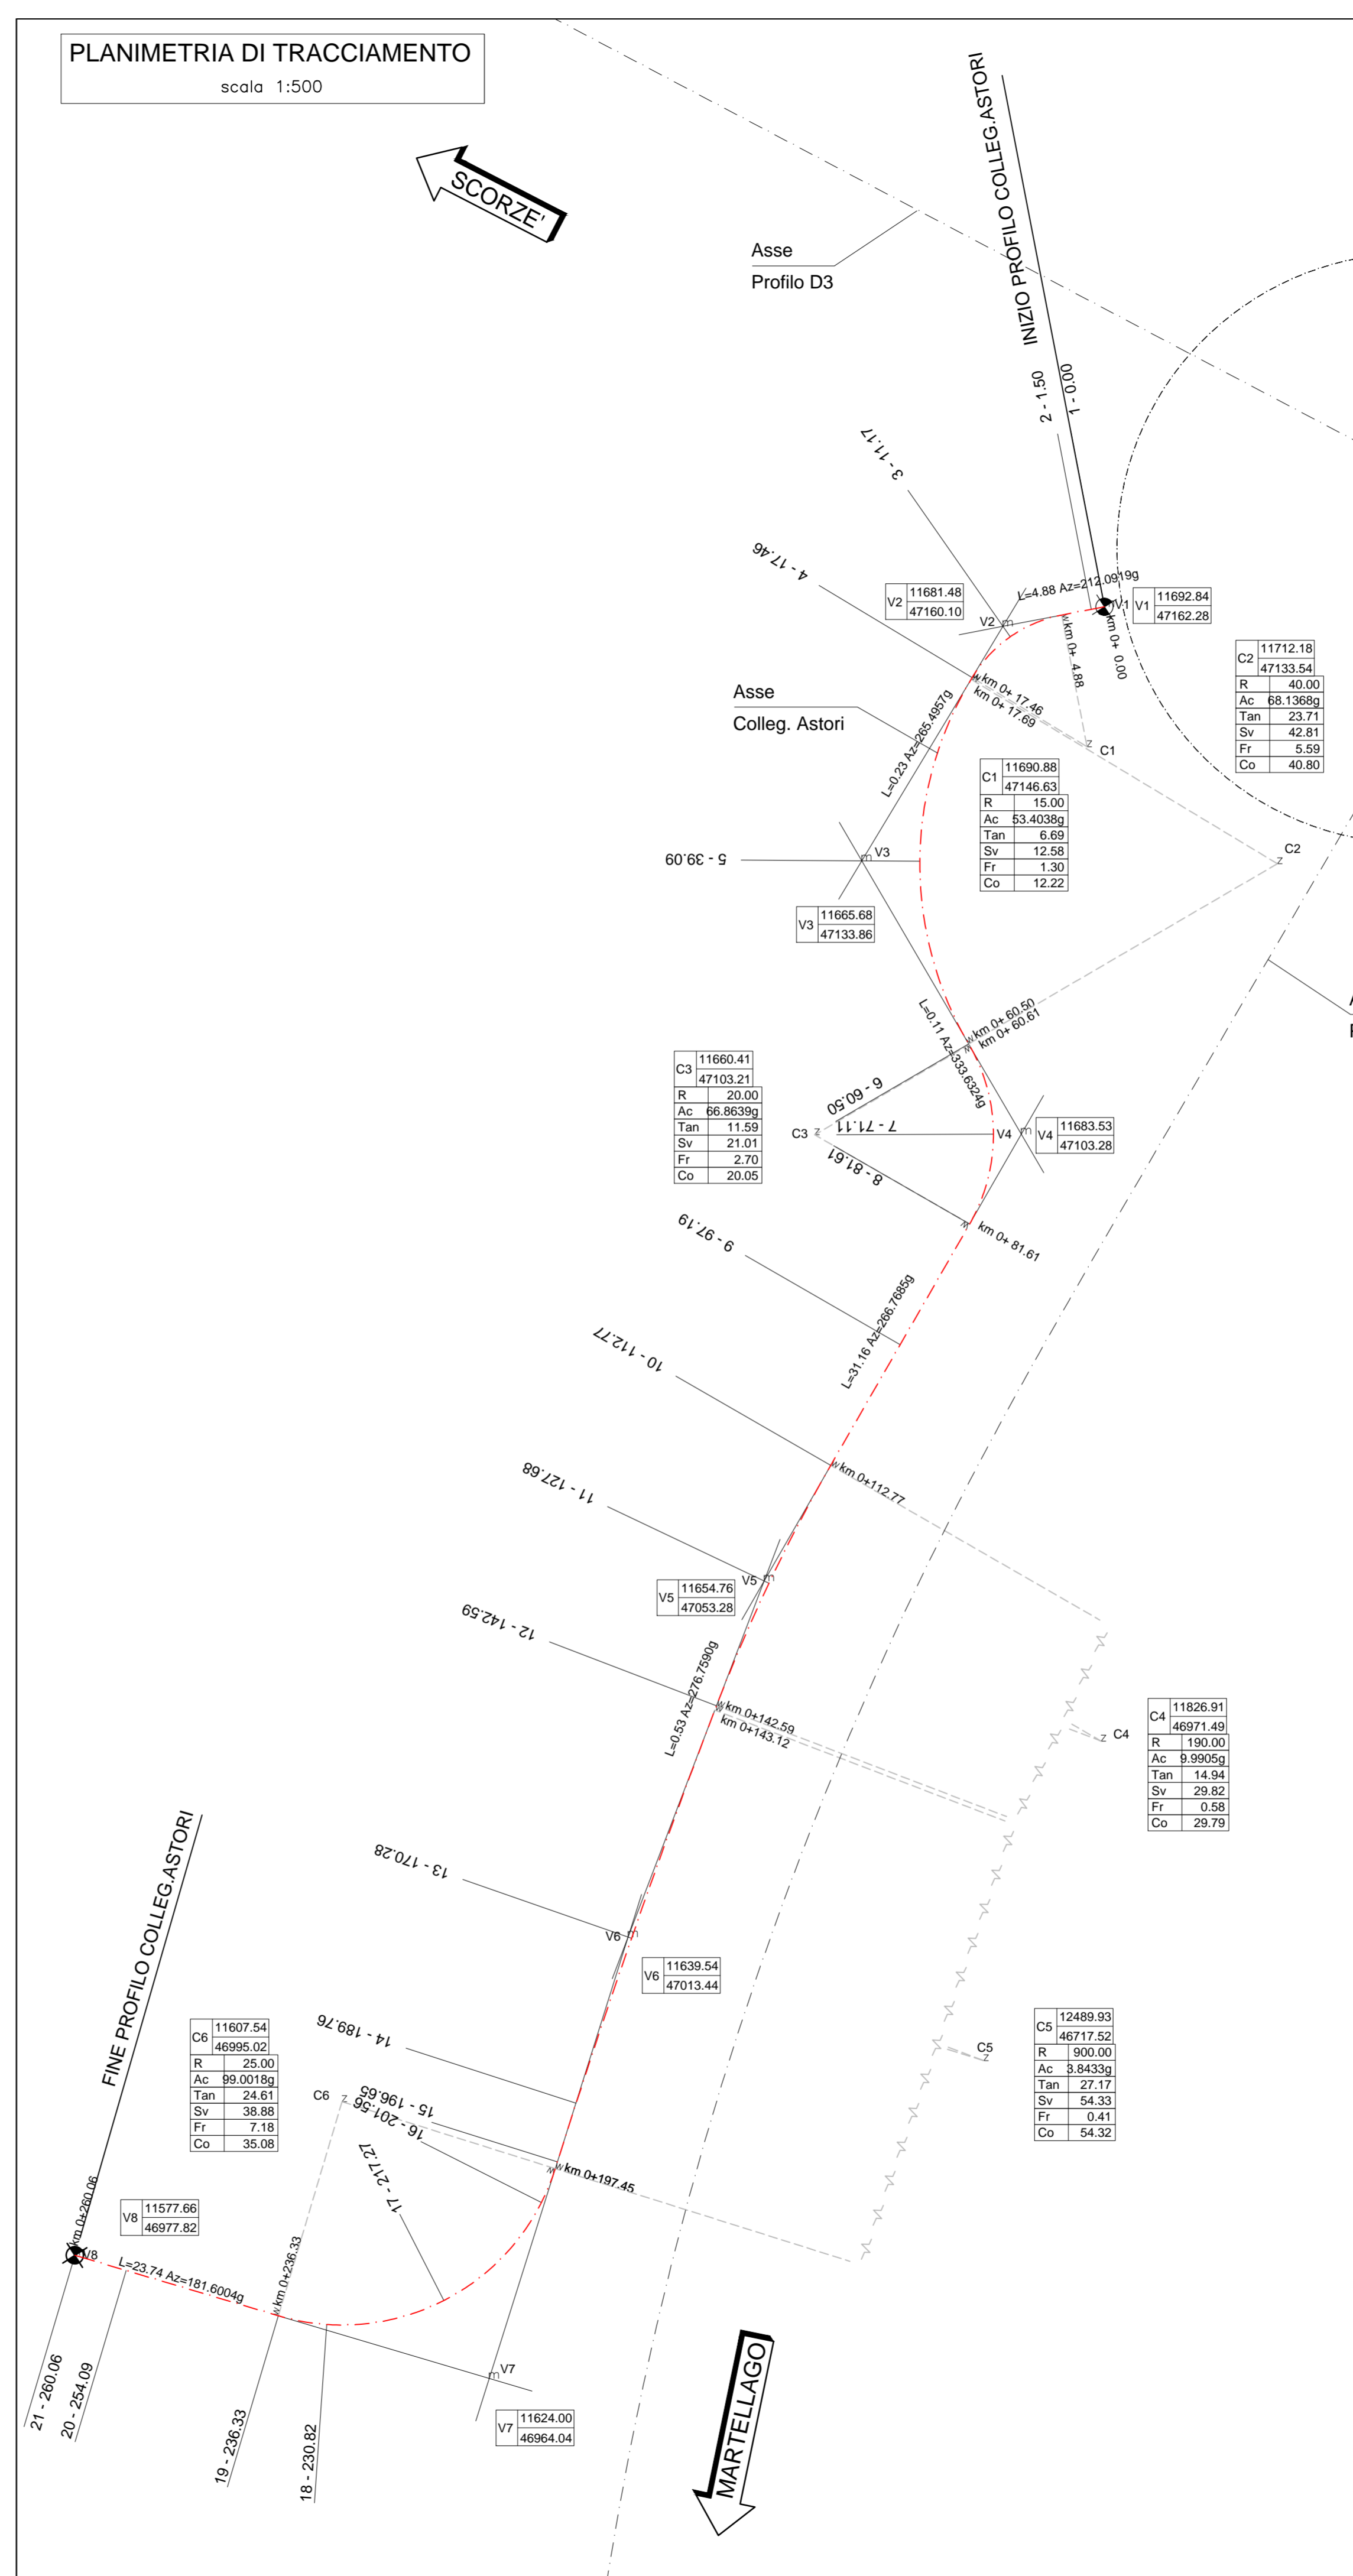 PLANIMETRIA DI TRACCIAMENTO
scala 1:500
SCORZE'
Asse
Profilo D3
INIZIO PROFILO COLLEG.ASTORI
1 - 0.00
2 - 1.50
3 - 11.17
4 - 17.46
L=4.88 Az=212.0919g
V2 11681.48
47160.10
V2 m
V1
V1 11692.84
47162.28
km 0+ 0.00
w km 0+ 4.88
w km 0+ 17.46
km 0+ 17.69
C2 11712.18
47133.54
R 40.00
Ac 68.1368g
Tan 23.71
Sv 42.81
Fr 5.59
Co 40.80
Asse
Colleg. Astori
L=0.23 Az=265.4957g
z C1
C1 11690.88
47146.63
R 15.00
Ac 53.4038g
Tan 6.69
Sv 12.58
Fr 1.30
Co 12.22
z C2
5 - 39.09
m V3
V3 11665.68
47133.86
w km 0+ 60.50
w km 0+ 60.61
L=0.11 Az=333.6324g
C3 11660.41
47103.21
R 20.00
Ac 66.8639g
Tan 11.59
Sv 21.01
Fr 2.70
Co 20.05
6 - 60.50
C3 z
7 - 71.11
8 - 81.61
V4 m
V4 11683.53
47103.28
w km 0+ 81.61
9 - 97.19
L=31.16 Az=266.7685g
10 - 112.77
w km 0+112.77
11 - 127.68
V5 m
V5 11654.76
47053.28
12 - 142.59
L=0.53 Az=276.7590g
w km 0+142.59
w km 0+143.12
z C4
C4 11826.91
46971.49
R 190.00
Ac 9.9905g
Tan 14.94
Sv 29.82
Fr 0.58
Co 29.79
13 - 170.28
V6 m
V6 11639.54
47013.44
FINE PROFILO COLLEG.ASTORI
14 - 189.76
C6 11607.54
46995.02
R 25.00
Ac 99.0018g
Tan 24.61
Sv 38.88
Fr 7.18
Co 35.08
C5 12489.93
46717.52
R 900.00
Ac 3.8433g
Tan 27.17
Sv 54.33
Fr 0.41
Co 54.32
C5
z
C6 z
15 - 196.65
16 - 201.56
17 - 217.27
w w km 0+197.45
km 0+260.06
V8
V8 11577.66
46977.82
L=23.74 Az=181.6004g
w km 0+236.33
m V7
V7 11624.00
46964.04
21 - 260.06
20 - 254.09
19 - 236.33
18 - 230.82
MARTELLAGO